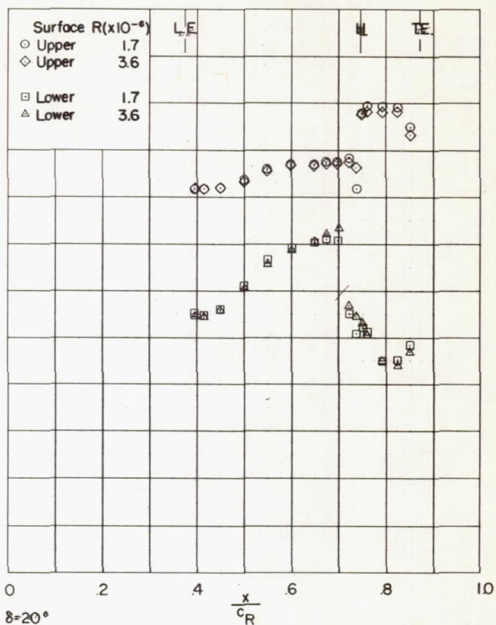 Surface R(x10⁻⁶)
○ Upper 1.7
◇ Upper 3.6
□ Lower 1.7
△ Lower 3.6
L.E.
H.L.
T.E.
0 .2 .4 .6 .8 1.0
x
c_R
δ=20°